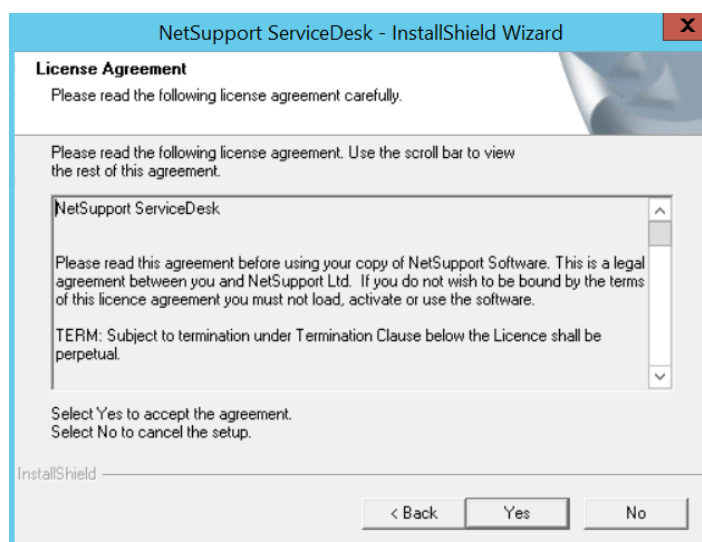 NetSupport ServiceDesk - InstallShield Wizard
X
License Agreement
Please read the following license agreement carefully.
Please read the following license agreement. Use the scroll bar to view
the rest of this agreement.
NetSupport ServiceDesk
Please read this agreement before using your copy of NetSupport Software. This is a legal
agreement between you and NetSupport Ltd. If you do not wish to be bound by the terms
of this licence agreement you must not load, activate or use the software.
TERM: Subject to termination under Termination Clause below the Licence shall be
perpetual.
Select Yes to accept the agreement.
Select No to cancel the setup.
InstallShield
< Back
Yes
No